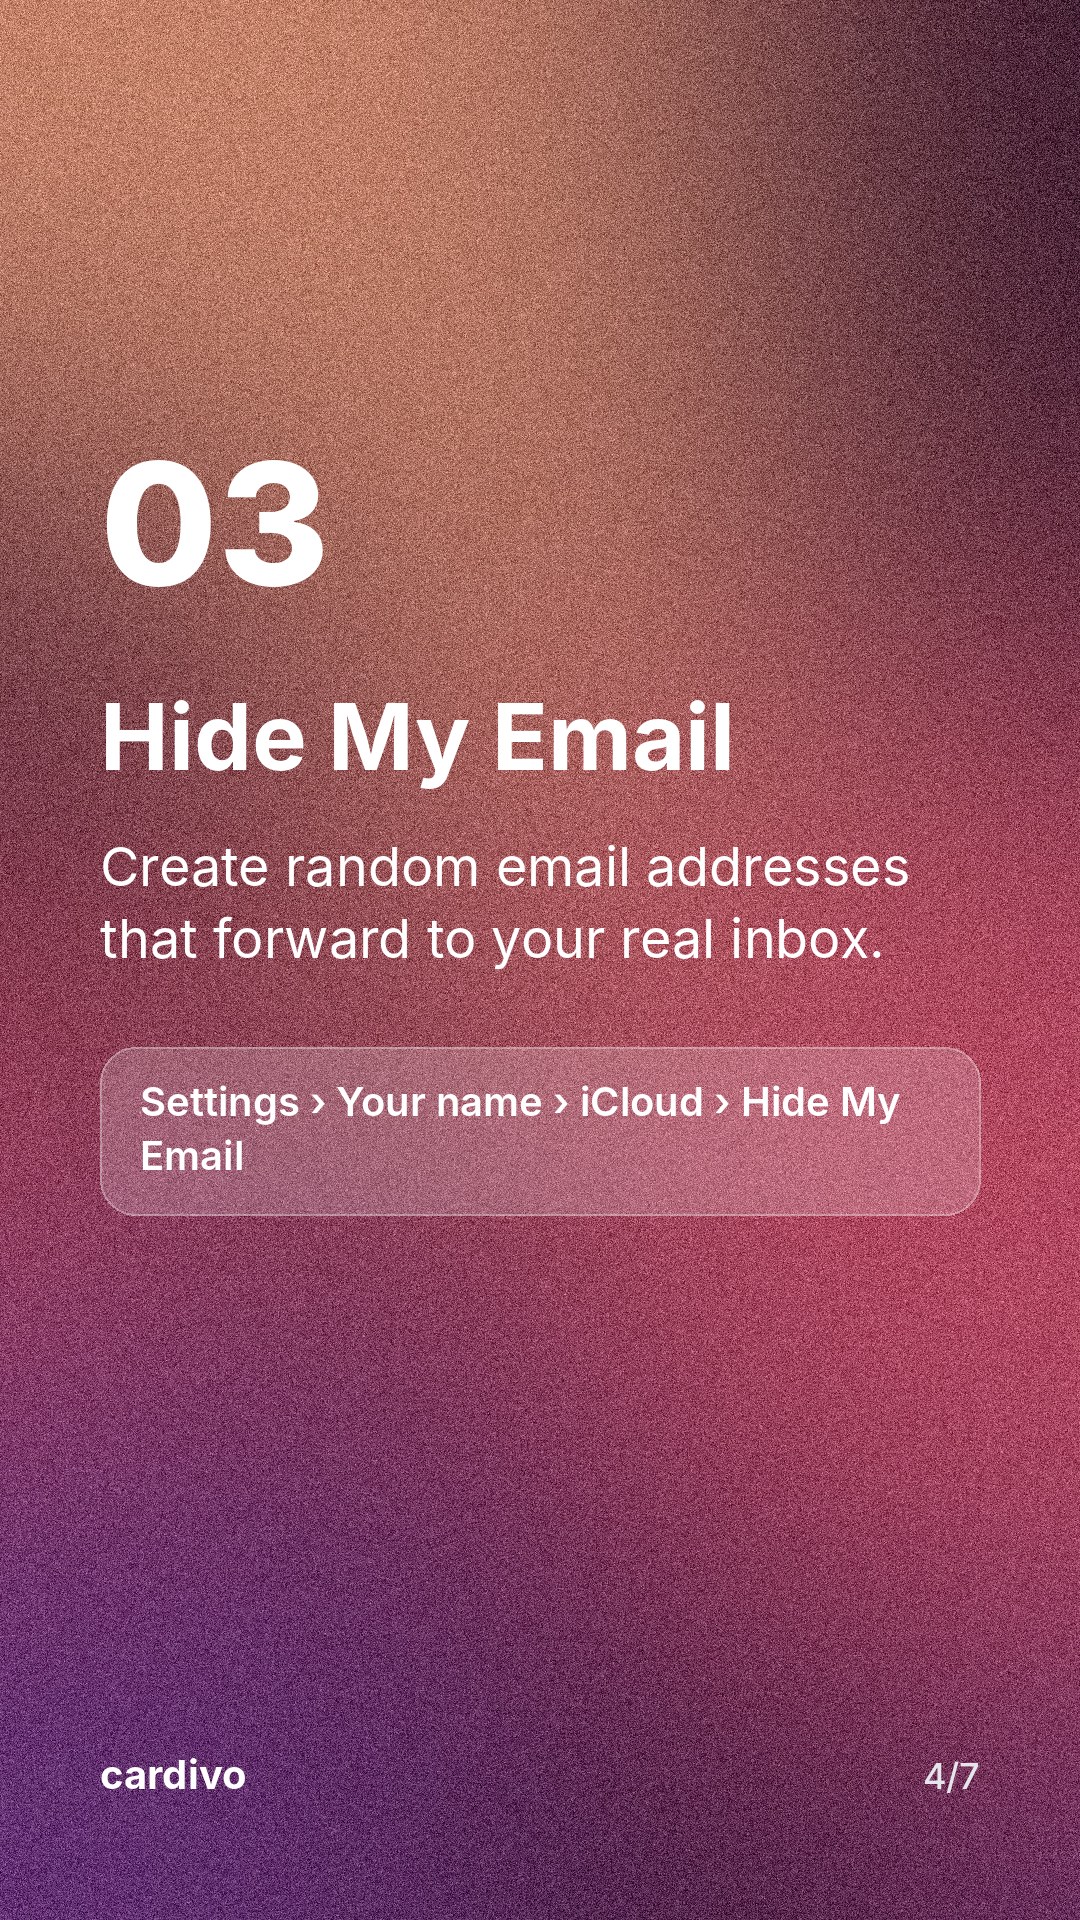 03
Hide My Email
Create random email addresses
that forward to your real inbox.
Settings › Your name › iCloud › Hide My
Email
cardivo
4/7